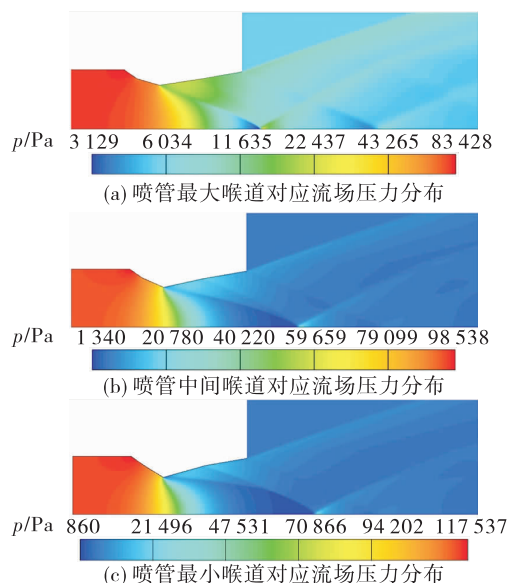 p/Pa 3 129 6 034 11 635 22 437 43 265 83 428
(a) 喷管最大喉道对应流场压力分布
p/Pa 1 340 20 780 40 220 59 659 79 099 98 538
(b) 喷管中间喉道对应流场压力分布
p/Pa 860 21 496 47 531 70 866 94 202 117 537
(c) 喷管最小喉道对应流场压力分布